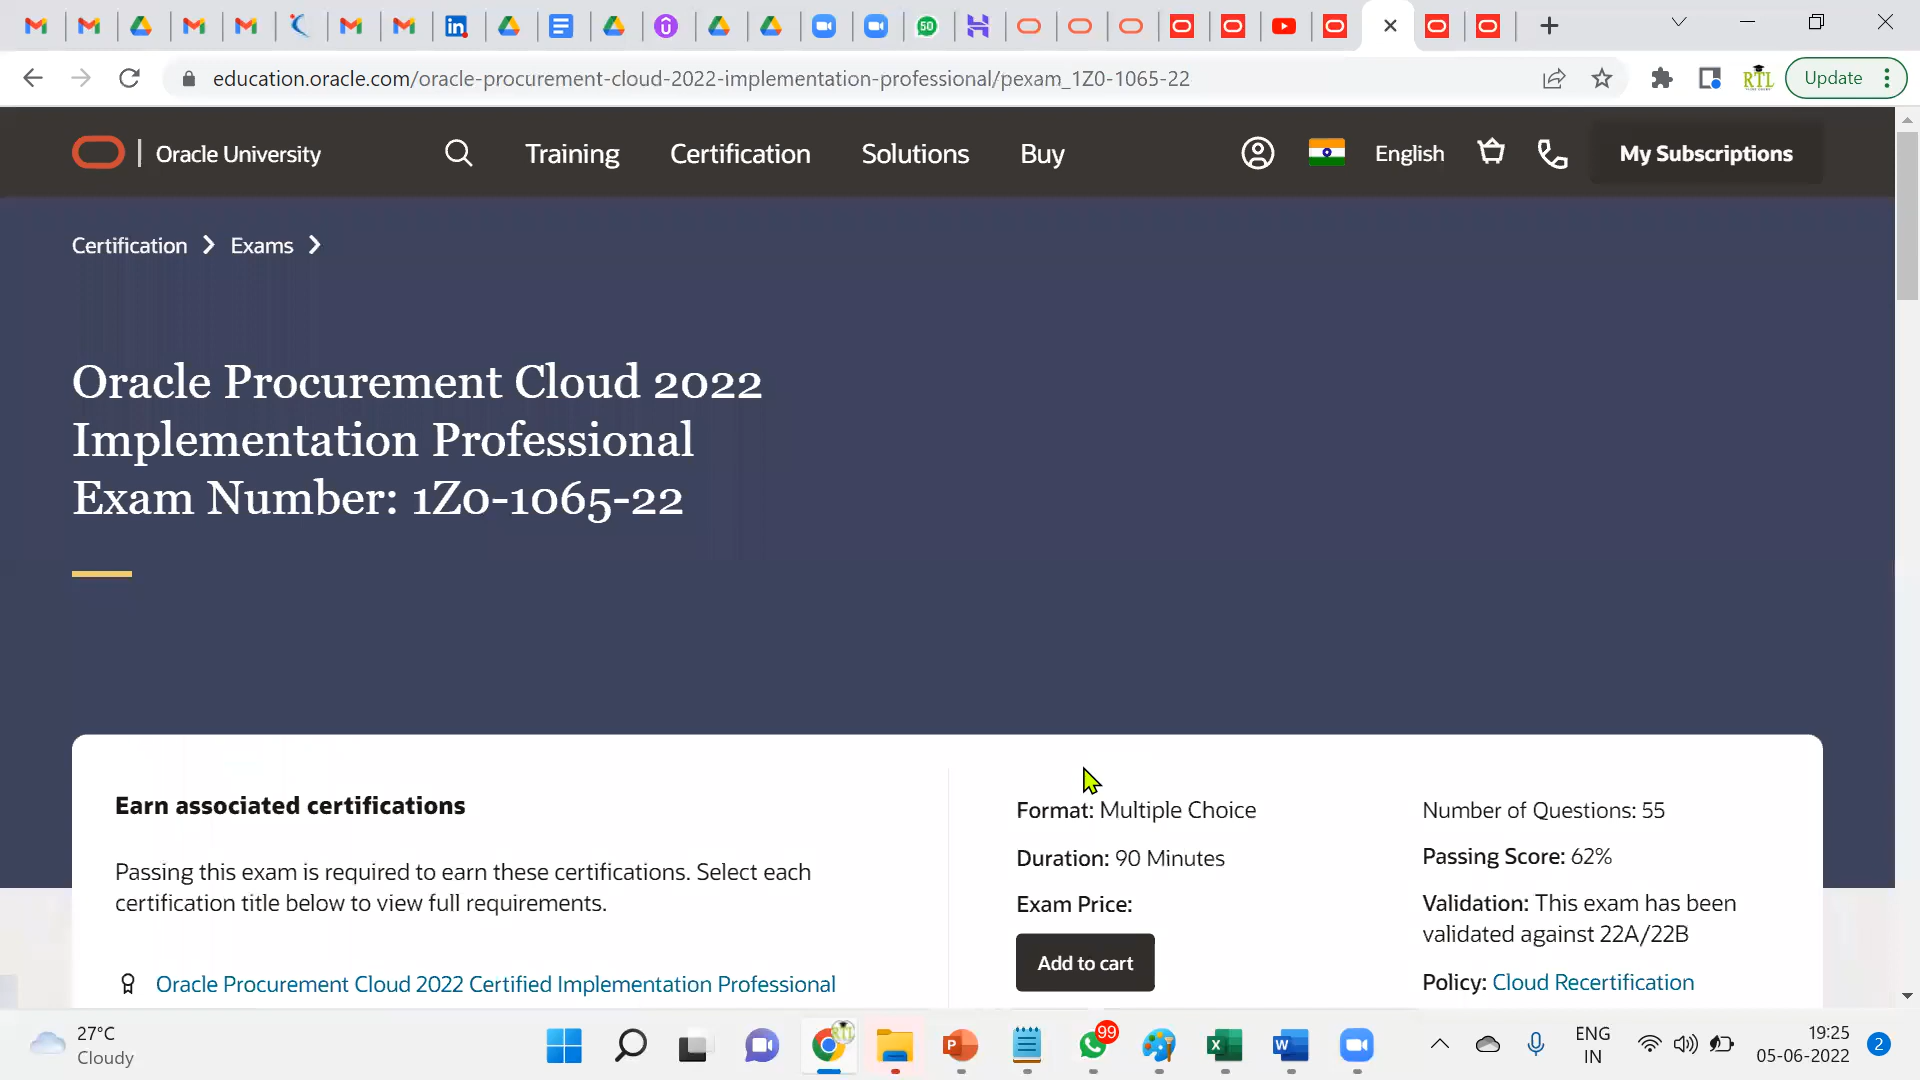 50
education.oracle.com/oracle-procurement-cloud-2022-implementation-professional/pexam_1Z0-1065-22
RTL
Update
Oracle University
Training
Certification
Solutions
Buy
English
My Subscriptions
Certification
Exams
Oracle Procurement Cloud 2022
Implementation Professional
Exam Number: 1Z0-1065-22
Earn associated certifications
Passing this exam is required to earn these certifications. Select each
certification title below to view full requirements.
Oracle Procurement Cloud 2022 Certified Implementation Professional
Format: Multiple Choice
Duration: 90 Minutes
Exam Price:
Add to cart
Number of Questions: 55
Passing Score: 62%
Validation: This exam has been
validated against 22A/22B
Policy: Cloud Recertification
27°C
Cloudy
99
ENG
IN
19:25
05-06-2022
2